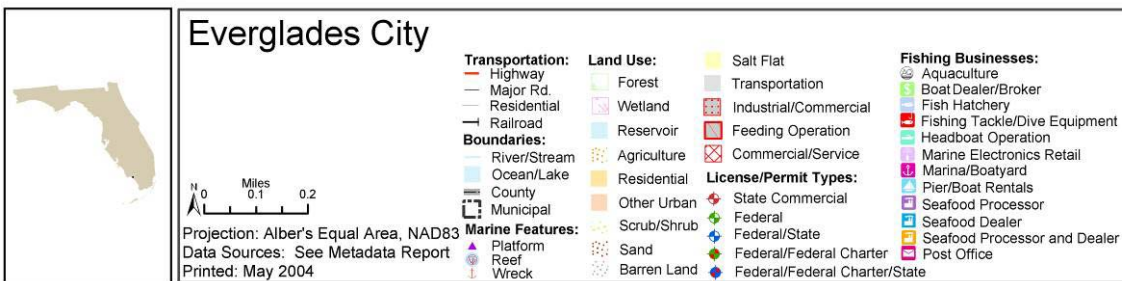 Everglades City
N
Miles
0 0.1 0.2
Projection: Alber's Equal Area, NAD83
Data Sources: See Metadata Report
Printed: May 2004
Transportation:
Highway
Major Rd.
Residential
Railroad
Boundaries:
River/Stream
Ocean/Lake
County
Municipal
Marine Features:
Platform
Reef
Wreck
Land Use:
Forest
Wetland
Reservoir
Agriculture
Residential
Other Urban
Scrub/Shrub
Sand
Barren Land
Salt Flat
Transportation
Industrial/Commercial
Feeding Operation
Commercial/Service
License/Permit Types:
State Commercial
Federal
Federal/State
Federal/Federal Charter
Federal/Federal Charter/State
Fishing Businesses:
Aquaculture
Boat Dealer/Broker
Fish Hatchery
Fishing Tackle/Dive Equipment
Headboat Operation
Marine Electronics Retail
Marina/Boatyard
Pier/Boat Rentals
Seafood Processor
Seafood Dealer
Seafood Processor and Dealer
Post Office